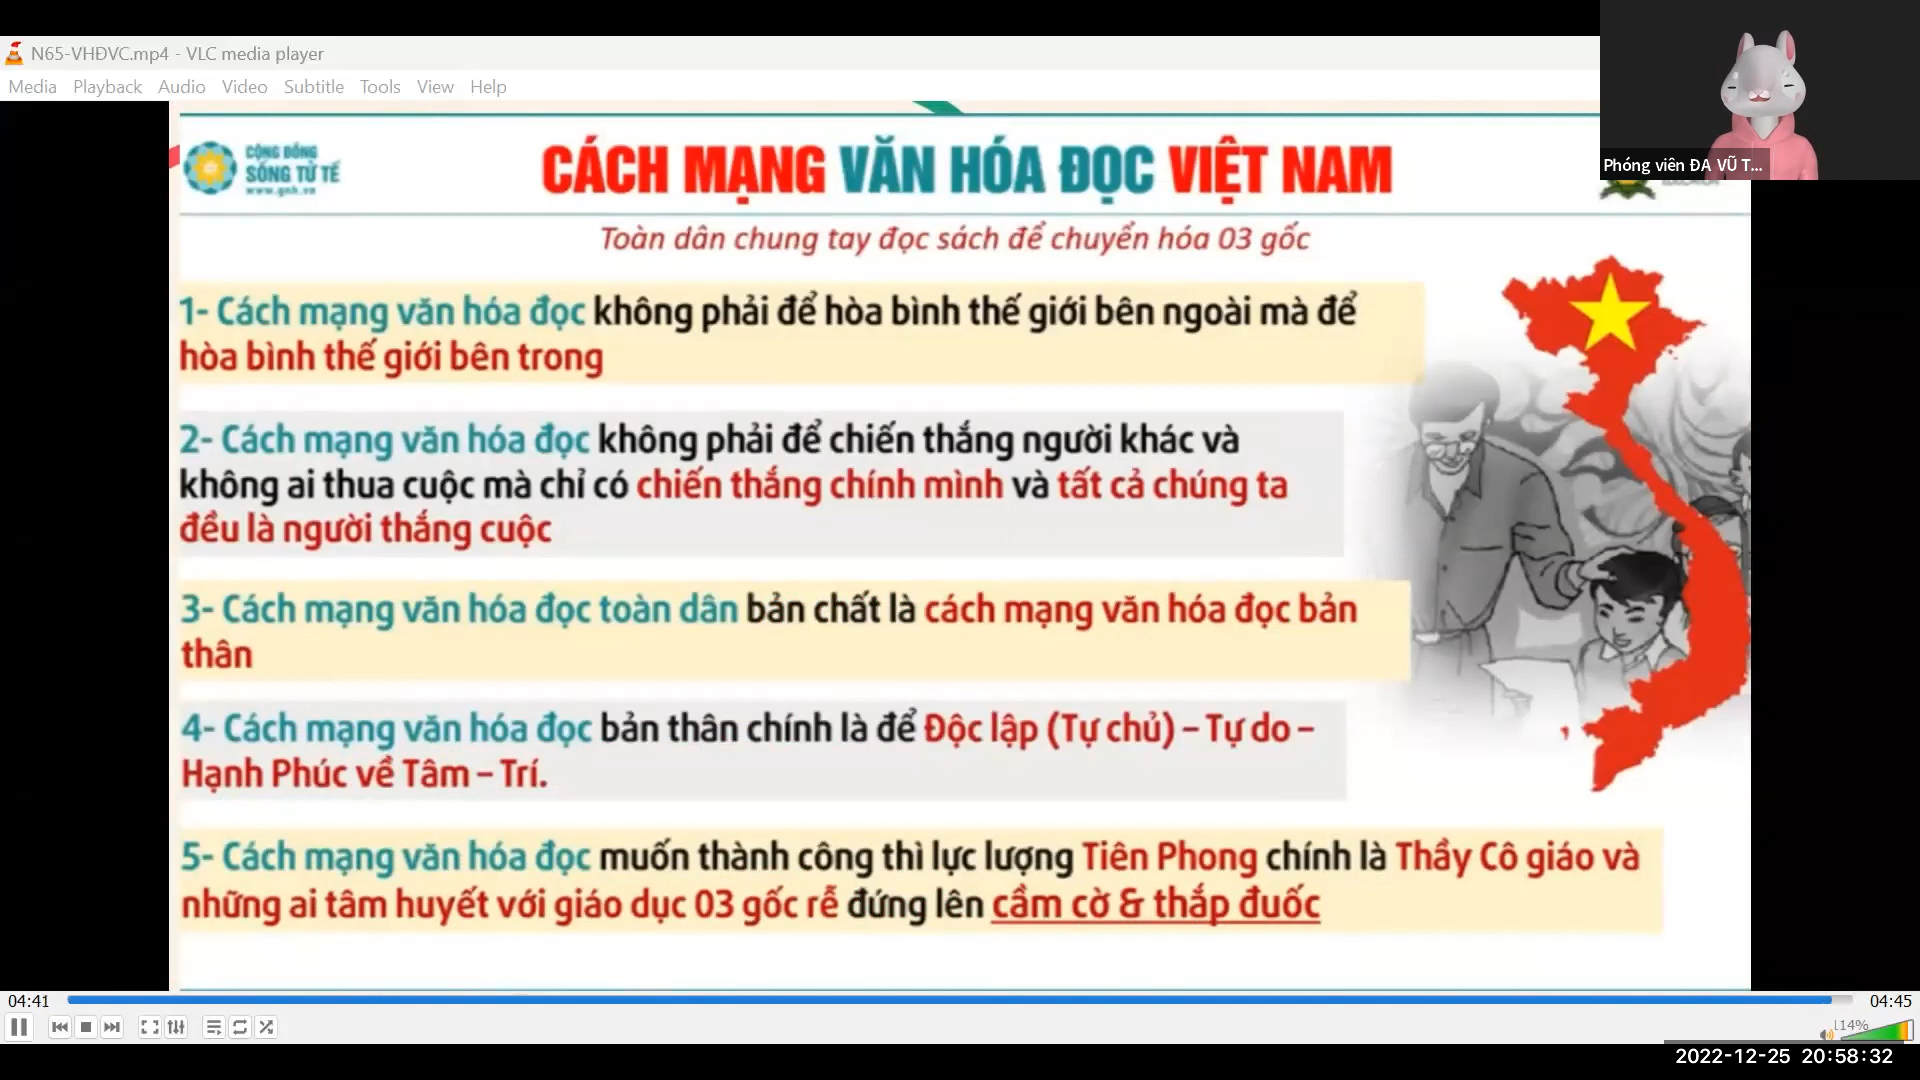 N65-VHĐVC.mp4 - VLC media player
Media Playback Audio Video Subtitle Tools View Help
Phóng viên ĐA VŨ T...
CỘNG ĐỒNG
SỐNG TỬ TẾ
www.gnh.vn
CÁCH MẠNG VĂN HÓA ĐỌC VIỆT NAM
Toàn dân chung tay đọc sách để chuyển hóa 03 gốc
1- Cách mạng văn hóa đọc không phải để hòa bình thế giới bên ngoài mà để
hòa bình thế giới bên trong
2- Cách mạng văn hóa đọc không phải để chiến thắng người khác và
không ai thua cuộc mà chỉ có chiến thắng chính mình và tất cả chúng ta
đều là người thắng cuộc
3- Cách mạng văn hóa đọc toàn dân bản chất là cách mạng văn hóa đọc bản
thân
4- Cách mạng văn hóa đọc bản thân chính là để Độc lập (Tự chủ) – Tự do –
Hạnh Phúc về Tâm – Trí.
5- Cách mạng văn hóa đọc muốn thành công thì lực lượng Tiên Phong chính là Thầy Cô giáo và
những ai tâm huyết với giáo dục 03 gốc rễ đứng lên cầm cờ & thắp đuốc
04:41
04:45
114%
2022-12-25 20:58:32